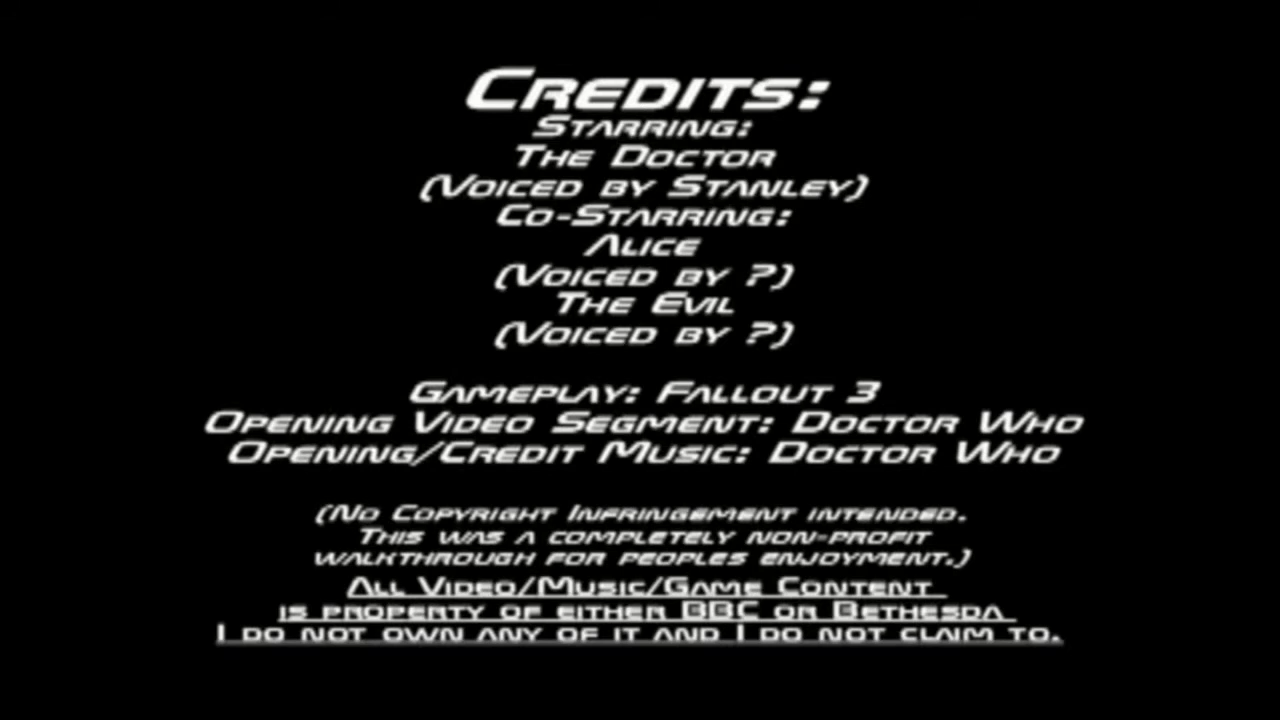 Credits:
Starring:
The Doctor
(Voiced by Stanley)
Co-Starring:
Alice
(Voiced by ?)
The Evil
(Voiced by ?)
Gameplay: Fallout 3
Opening Video Segment: Doctor Who
Opening/Credit Music: Doctor Who
(No Copyright Infringement intended.
This was a completely non-profit
walkthrough for peoples enjoyment.)
All Video/Music/Game Content
is property of either BBC or Bethesda
I do not own any of it and I do not claim to.